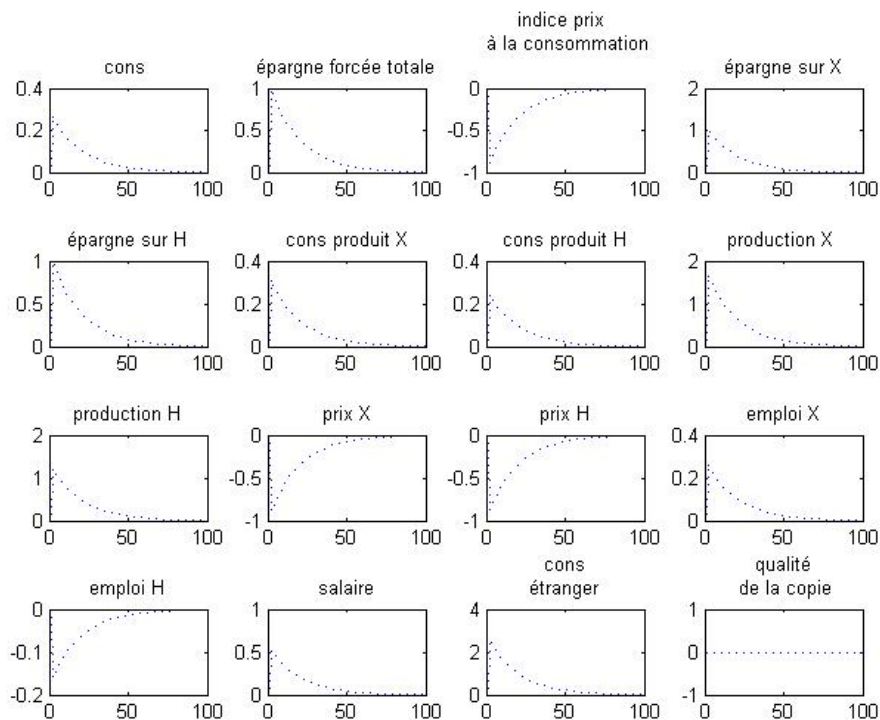 cons
épargne forcée totale
indice prix
à la consommation
épargne sur X
0.4
0.2
0
0 50 100
1
0.5
0
0 50 100
0
-0.5
-1
0 50 100
2
1
0
0 50 100
épargne sur H
cons produit X
cons produit H
production X
1
0.5
0
0 50 100
0.4
0.2
0
0 50 100
0.4
0.2
0
0 50 100
2
1
0
0 50 100
production H
prix X
prix H
emploi X
2
1
0
0 50 100
0
-0.5
-1
0 50 100
0
-0.5
-1
0 50 100
0.4
0.2
0
0 50 100
emploi H
salaire
cons
étranger
qualité
de la copie
0
-0.1
-0.2
0 50 100
1
0.5
0
0 50 100
4
2
0
0 50 100
1
0
-1
0 50 100